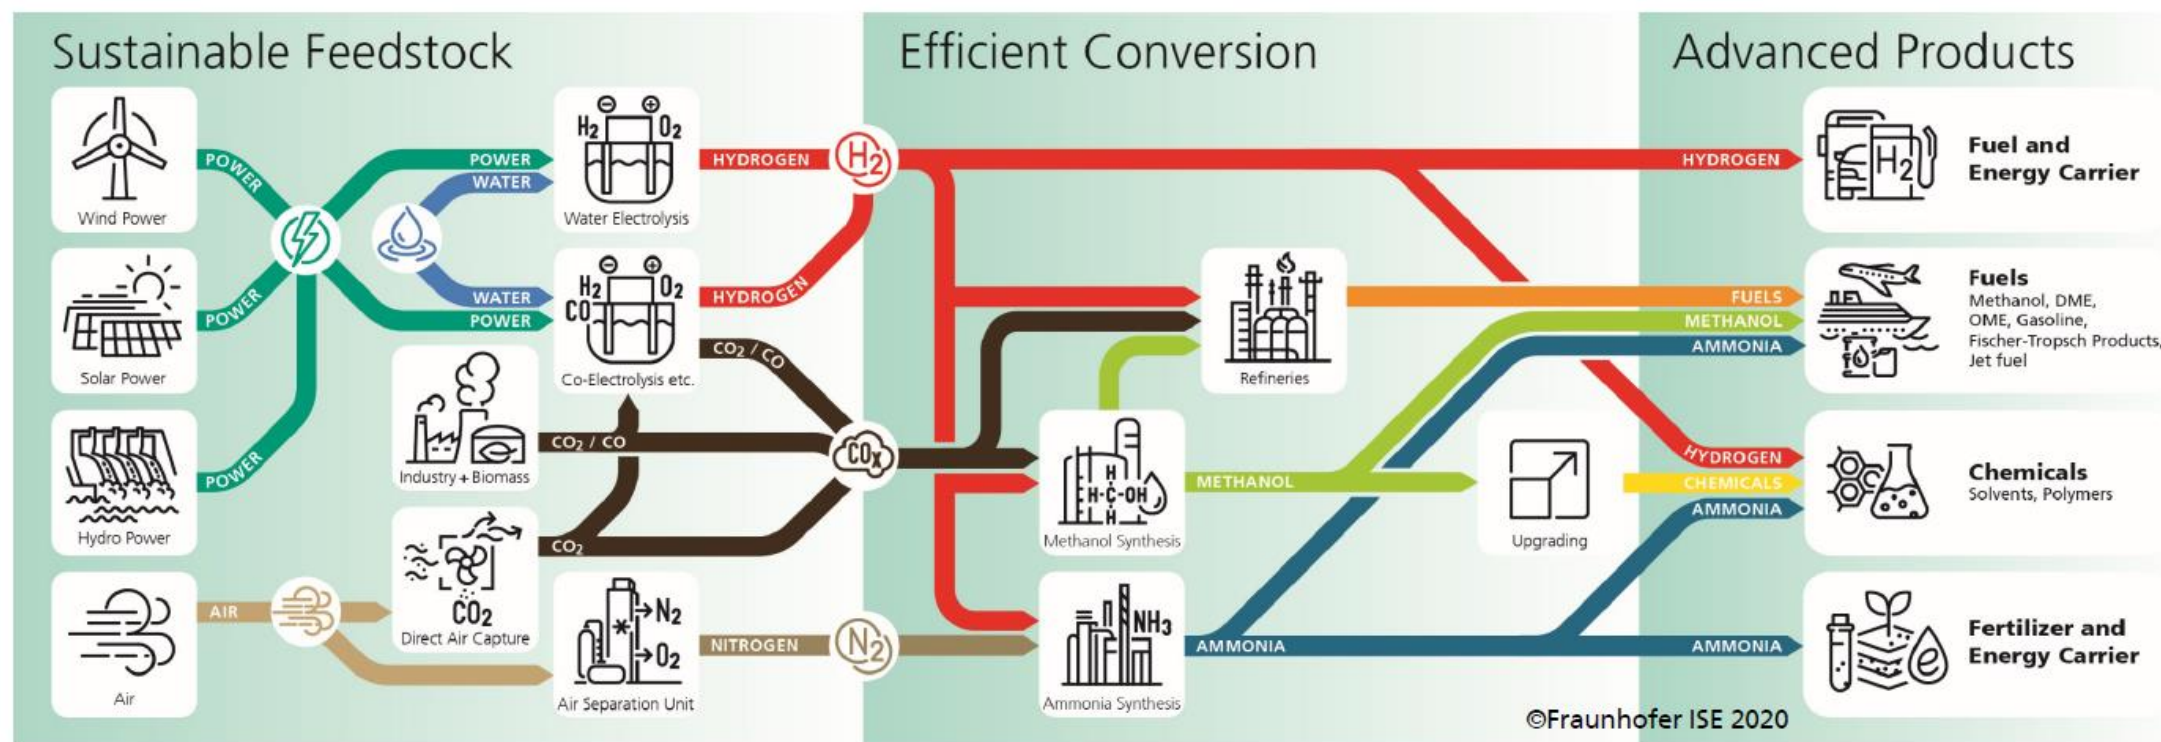 Sustainable Feedstock
Efficient Conversion
Advanced Products
POWER
Wind Power
POWER
Solar Power
POWER
Hydro Power
AIR
Air
POWER
WATER
H2 O2
Water Electrolysis
WATER
POWER
H2 O2
CO
Co-Electrolysis etc.
Industry + Biomass
CO2 / CO
CO2
Direct Air Capture
CO2
N2
O2
Air Separation Unit
HYDROGEN
H2
HYDROGEN
CO2 / CO
COx
NITROGEN
N2
Refineries
H
H-C-OH
H
Methanol Synthesis
NH3
Ammonia Synthesis
METHANOL
AMMONIA
Upgrading
HYDROGEN
H2
Fuel and
Energy Carrier
FUELS
METHANOL
AMMONIA
Fuels
Methanol, DME,
OME, Gasoline,
Fischer-Tropsch Products,
Jet fuel
HYDROGEN
CHEMICALS
AMMONIA
Chemicals
Solvents, Polymers
AMMONIA
e
Fertilizer and
Energy Carrier
©Fraunhofer ISE 2020